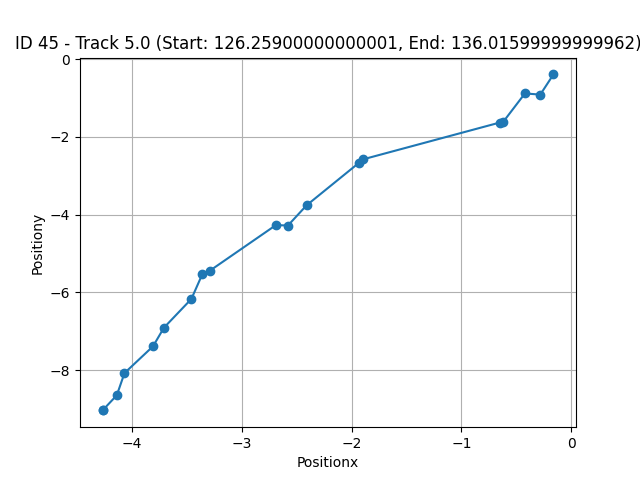 ID 45 - Track 5.0 (Start: 126.25900000000001, End: 136.01599999999962)
0
−2
−4
−6
−8
Positiony
−4 −3 −2 −1 0
Positionx